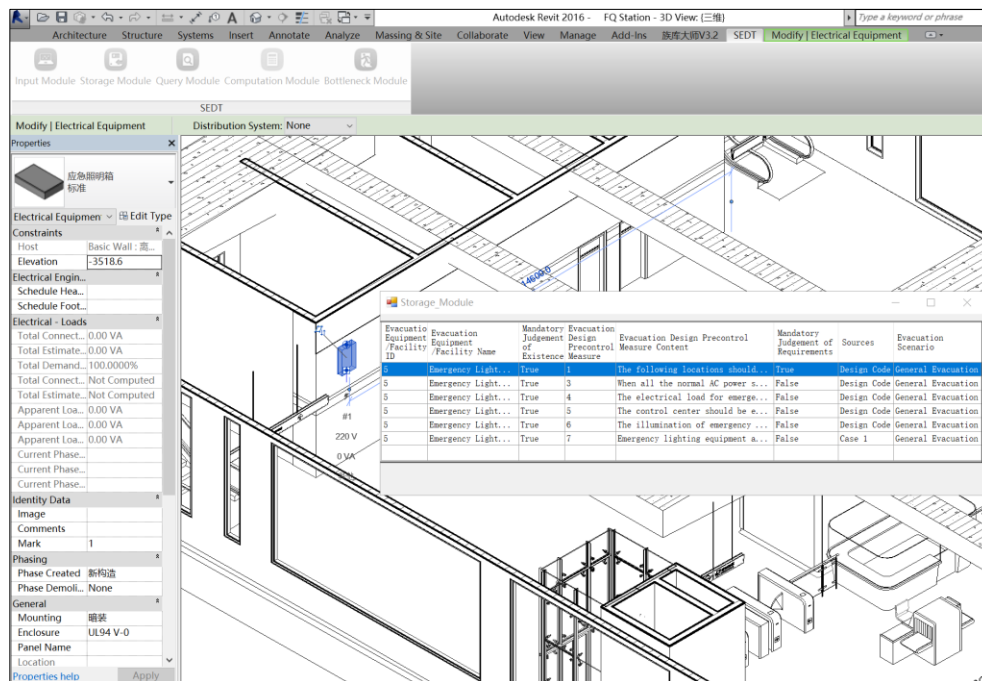 Autodesk Revit 2016 - FQ Station - 3D View: {三维}
Type a keyword or phrase
Architecture Structure Systems Insert Annotate Analyze Massing & Site Collaborate View Manage Add-Ins 族库大师V3.2 SEDT Modify | Electrical Equipment
Input Module Storage Module Query Module Computation Module Bottleneck Module
SEDT
Modify | Electrical Equipment Distribution System: None
Properties
应急照明箱
标准
Electrical Equipmen Edit Type
Constraints
Host Basic Wall : 离...
Elevation -3518.6
Electrical Engin...
Schedule Hea...
Schedule Foot...
Electrical - Loads
Total Connect... 0.00 VA
Total Estimate... 0.00 VA
Total Demand... 100.0000%
Total Connect... Not Computed
Total Estimate... Not Computed
Apparent Loa... 0.00 VA
Apparent Loa... 0.00 VA
Apparent Loa... 0.00 VA
Current Phase...
Current Phase...
Current Phase...
Identity Data
Image
Comments
Mark 1
Phasing
Phase Created 新构造
Phase Demoli... None
General
Mounting 暗装
Enclosure UL94 V-0
Panel Name
Location
Properties help Apply
14609.0
#1
220 V
0 VA
Storage_Module
Evacuatio Equipment /Facility ID Evacuation Equipment /Facility Name Mandatory Judgement of Existence Evacuation Design Precontrol Measure Evacuation Design Precontrol Measure Content Mandatory Judgement of Requirements Sources Evacuation Scenario
5 Emergency Light... True 1 The following locations should... True Design Code General Evacuation
5 Emergency Light... True 3 When all the normal AC power s... False Design Code General Evacuation
5 Emergency Light... True 4 The electrical load for emerge... False Design Code General Evacuation
5 Emergency Light... True 5 The control center should be e... False Design Code General Evacuation
5 Emergency Light... True 6 The illumination of emergency ... False Design Code General Evacuation
5 Emergency Light... True 7 Emergency lighting equipment a... False Case 1 General Evacuation